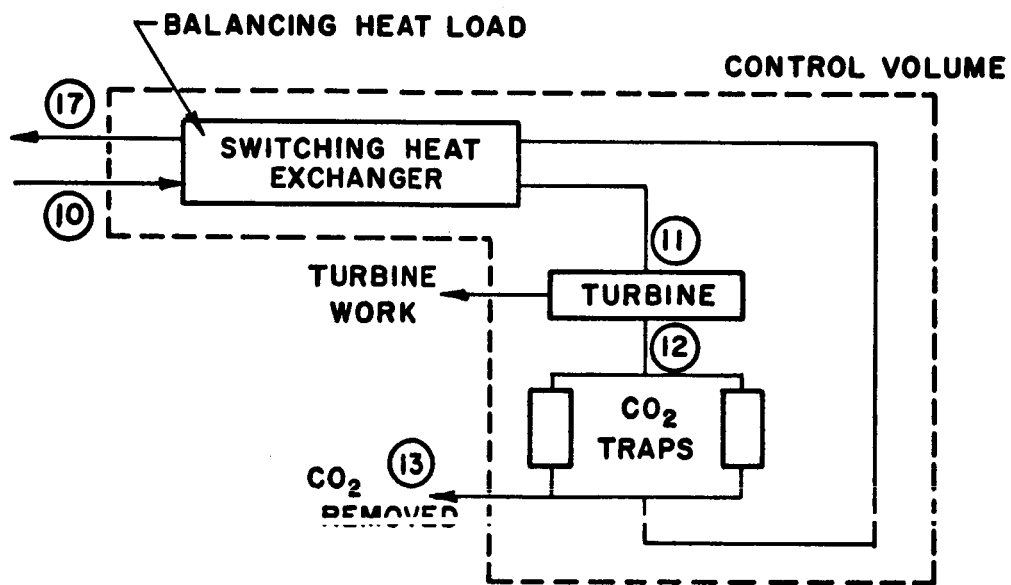 BALANCING HEAT LOAD
CONTROL VOLUME
17
SWITCHING HEAT
EXCHANGER
10
11
TURBINE
WORK
TURBINE
12
CO₂
TRAPS
13
CO₂
REMOVED